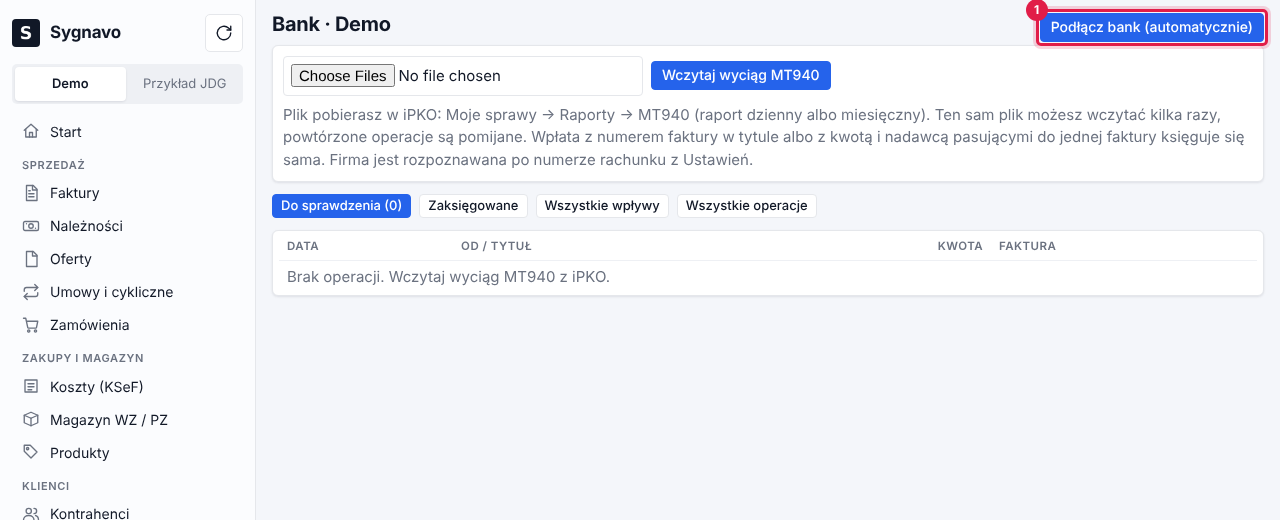 S Sygnavo
Demo
Przykład JDG
Start
SPRZEDAŻ
Faktury
Należności
Oferty
Umowy i cykliczne
Zamówienia
ZAKUPY I MAGAZYN
Koszty (KSeF)
Magazyn WZ / PZ
Produkty
KLIENCI
Kontrahenci
Bank · Demo
1
Podłącz bank (automatycznie)
Choose Files No file chosen
Wczytaj wyciąg MT940
Plik pobierasz w iPKO: Moje sprawy → Raporty → MT940 (raport dzienny albo miesięczny). Ten sam plik możesz wczytać kilka razy,
powtórzone operacje są pomijane. Wpłata z numerem faktury w tytule albo z kwotą i nadawcą pasującymi do jednej faktury księguje się
sama. Firma jest rozpoznawana po numerze rachunku z Ustawień.
Do sprawdzenia (0)
Zaksięgowane
Wszystkie wpływy
Wszystkie operacje
DATA OD / TYTUŁ KWOTA FAKTURA
Brak operacji. Wczytaj wyciąg MT940 z iPKO.